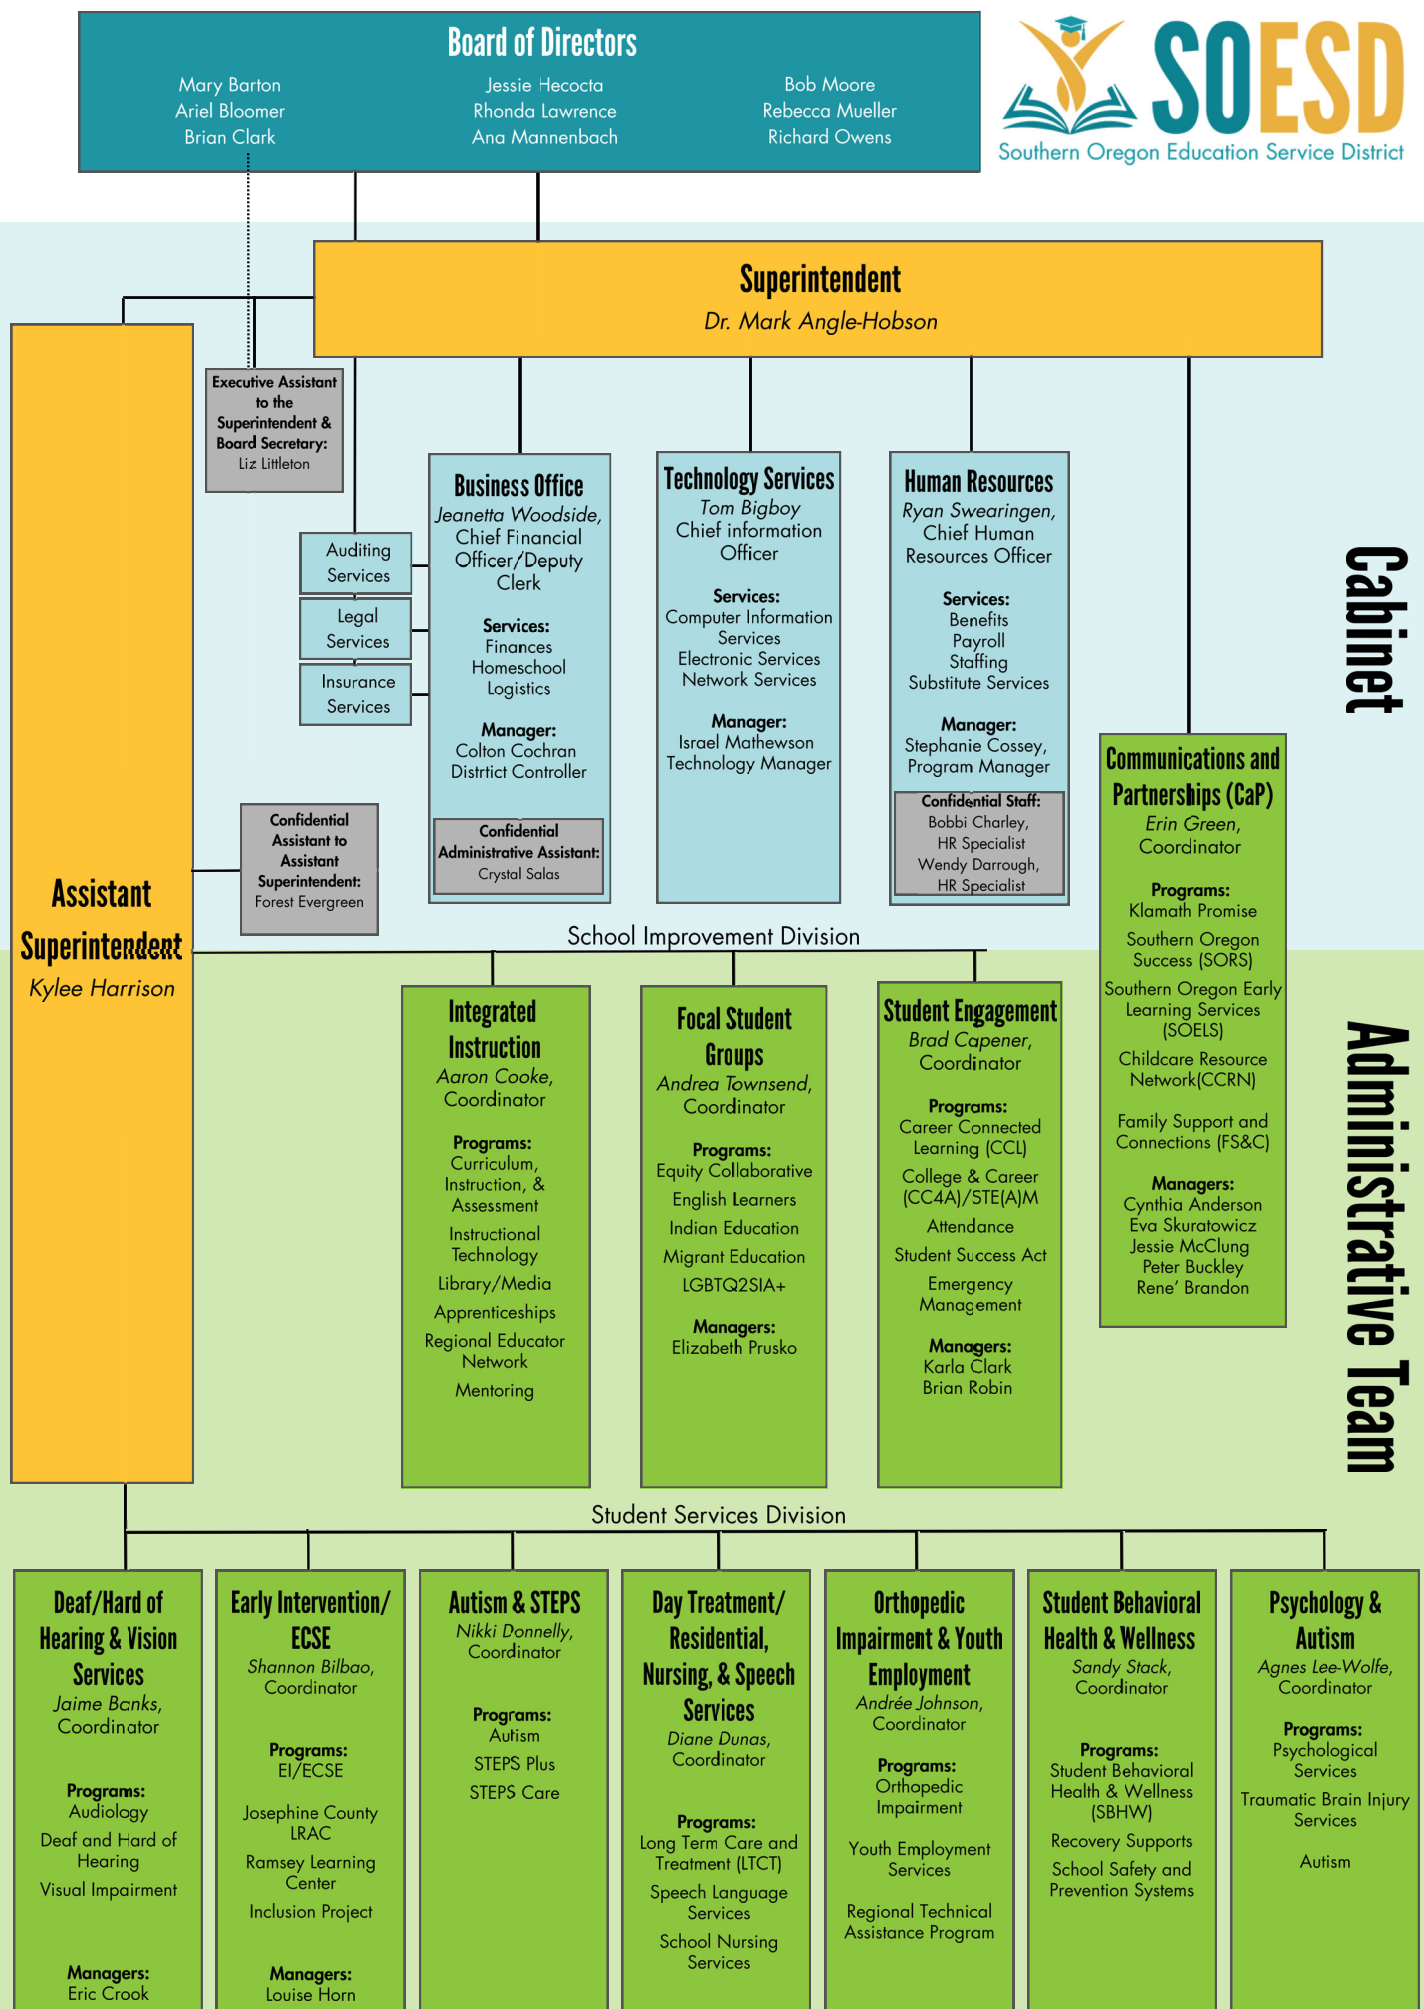 Board of Directors
Mary Barton
Ariel Bloomer
Brian Clark
Jessie Hecocta
Rhonda Lawrence
Ana Mannenbach
Bob Moore
Rebecca Mueller
Richard Owens
SOESD
Southern Oregon Education Service District
Superintendent
Dr. Mark Angle-Hobson
Executive Assistant
to the
Superintendent &
Board Secretary:
Liz Littleton
Auditing
Services
Legal
Services
Insurance
Services
Business Office
Jeanetta Woodside,
Chief Financial
Officer/Deputy
Clerk
Services:
Finances
Homeschool
Logistics
Manager:
Colton Cochran
Distrtict Controller
Confidential
Administrative Assistant:
Crystal Salas
Technology Services
Tom Bigboy
Chief information
Officer
Services:
Computer Information
Services
Electronic Services
Network Services
Manager:
Israel Mathewson
Technology Manager
Human Resources
Ryan Swearingen,
Chief Human
Resources Officer
Services:
Benefits
Payroll
Staffing
Substitute Services
Manager:
Stephanie Cossey,
Program Manager
Confidential Staff:
Bobbi Charley,
HR Specialist
Wendy Darrough,
HR Specialist
Cabinet
Communications and
Partnerships (CaP)
Erin Green,
Coordinator
Programs:
Klamath Promise
Southern Oregon
Success (SORS)
Southern Oregon Early
Learning Services
(SOELS)
Childcare Resource
Network(CCRN)
Family Support and
Connections (FS&C)
Managers:
Cynthia Anderson
Eva Skuratowicz
Jessie McClung
Peter Buckley
Rene’ Brandon
Confidential
Assistant to
Assistant
Superintendent:
Forest Evergreen
Assistant
Superintendent
Kylee Harrison
School Improvement Division
Integrated
Instruction
Aaron Cooke,
Coordinator
Programs:
Curriculum,
Instruction, &
Assessment
Instructional
Technology
Library/Media
Apprenticeships
Regional Educator
Network
Mentoring
Focal Student
Groups
Andrea Townsend,
Coordinator
Programs:
Equity Collaborative
English Learners
Indian Education
Migrant Education
LGBTQ2SIA+
Managers:
Elizabeth Prusko
Student Engagement
Brad Capener,
Coordinator
Programs:
Career Connected
Learning (CCL)
College & Career
(CC4A)/STE(A)M
Attendance
Student Success Act
Emergency
Management
Managers:
Karla Clark
Brian Robin
Administrative Team
Student Services Division
Deaf/Hard of
Hearing & Vision
Services
Jaime Banks,
Coordinator
Programs:
Audiology
Deaf and Hard of
Hearing
Visual Impairment
Managers:
Eric Crook
Early Intervention/
ECSE
Shannon Bilbao,
Coordinator
Programs:
EI/ECSE
Josephine County
LRAC
Ramsey Learning
Center
Inclusion Project
Managers:
Louise Horn
Autism & STEPS
Nikki Donnelly,
Coordinator
Programs:
Autism
STEPS Plus
STEPS Care
Day Treatment/
Residential,
Nursing, & Speech
Services
Diane Dunas,
Coordinator
Programs:
Long Term Care and
Treatment (LTCT)
Speech Language
Services
School Nursing
Services
Orthopedic
Impairment & Youth
Employment
Andrée Johnson,
Coordinator
Programs:
Orthopedic
Impairment
Youth Employment
Services
Regional Technical
Assistance Program
Student Behavioral
Health & Wellness
Sandy Stack,
Coordinator
Programs:
Student Behavioral
Health & Wellness
(SBHW)
Recovery Supports
School Safety and
Prevention Systems
Psychology &
Autism
Agnes Lee-Wolfe,
Coordinator
Programs:
Psychological
Services
Traumatic Brain Injury
Services
Autism